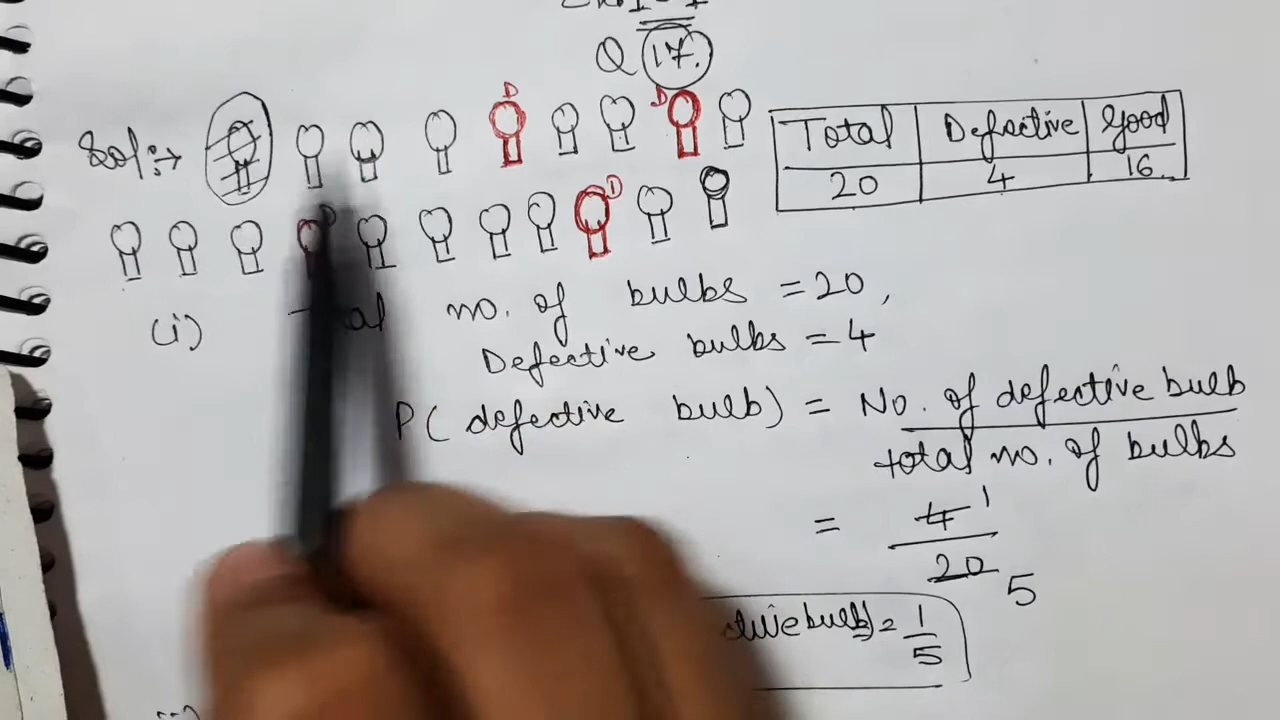 Q 17.
Sol:→
D
D
Total Defective Good
20 4 16
D
D
(i) no. of bulbs = 20,
Defective bulbs = 4
P( defective bulb) = No. of defective bulb
total no. of bulbs
= 4 1
20 5
bulb) = 1
5